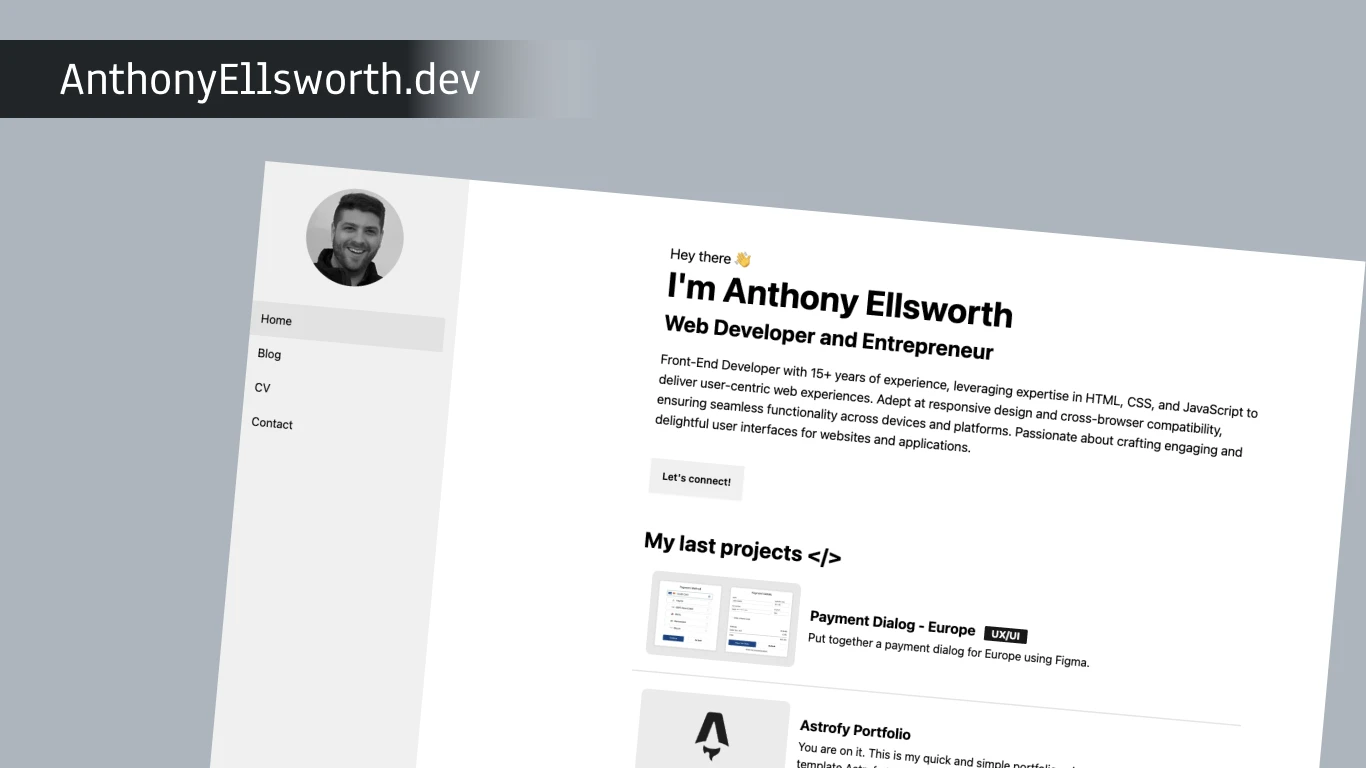 AnthonyEllsworth.dev
Home
Blog
CV
Contact
Hey there 👋
I'm Anthony Ellsworth
Web Developer and Entrepreneur
Front-End Developer with 15+ years of experience, leveraging expertise in HTML, CSS, and JavaScript to
deliver user-centric web experiences. Adept at responsive design and cross-browser compatibility,
ensuring seamless functionality across devices and platforms. Passionate about crafting engaging and
delightful user interfaces for websites and applications.
Let's connect!
My last projects </>
Payment Dialog - Europe UX/UI
Put together a payment dialog for Europe using Figma.
Astrofy Portfolio
You are on it. This is my quick and simple
template